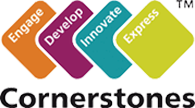 Engage
Develop
Innovate
Express
TM
Cornerstones